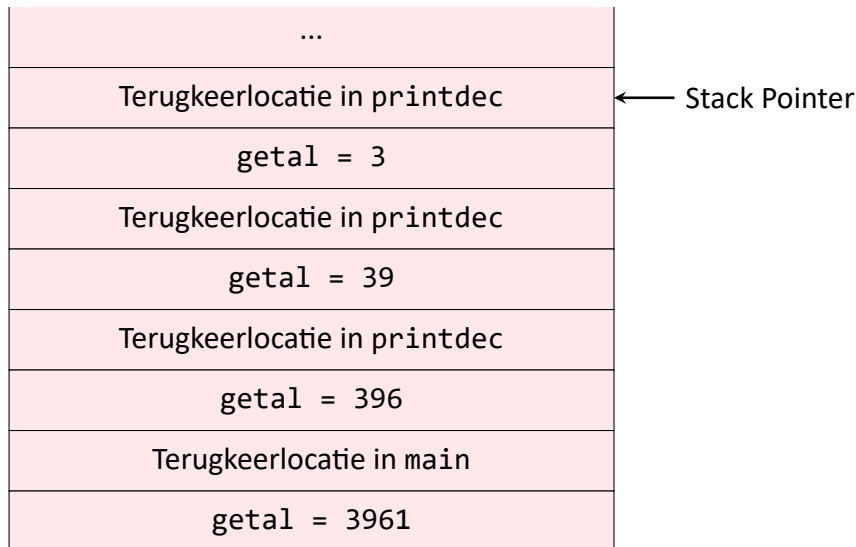 ...
Terugkeerlocatie in printdec
Stack Pointer
getal = 3
Terugkeerlocatie in printdec
getal = 39
Terugkeerlocatie in printdec
getal = 396
Terugkeerlocatie in main
getal = 3961